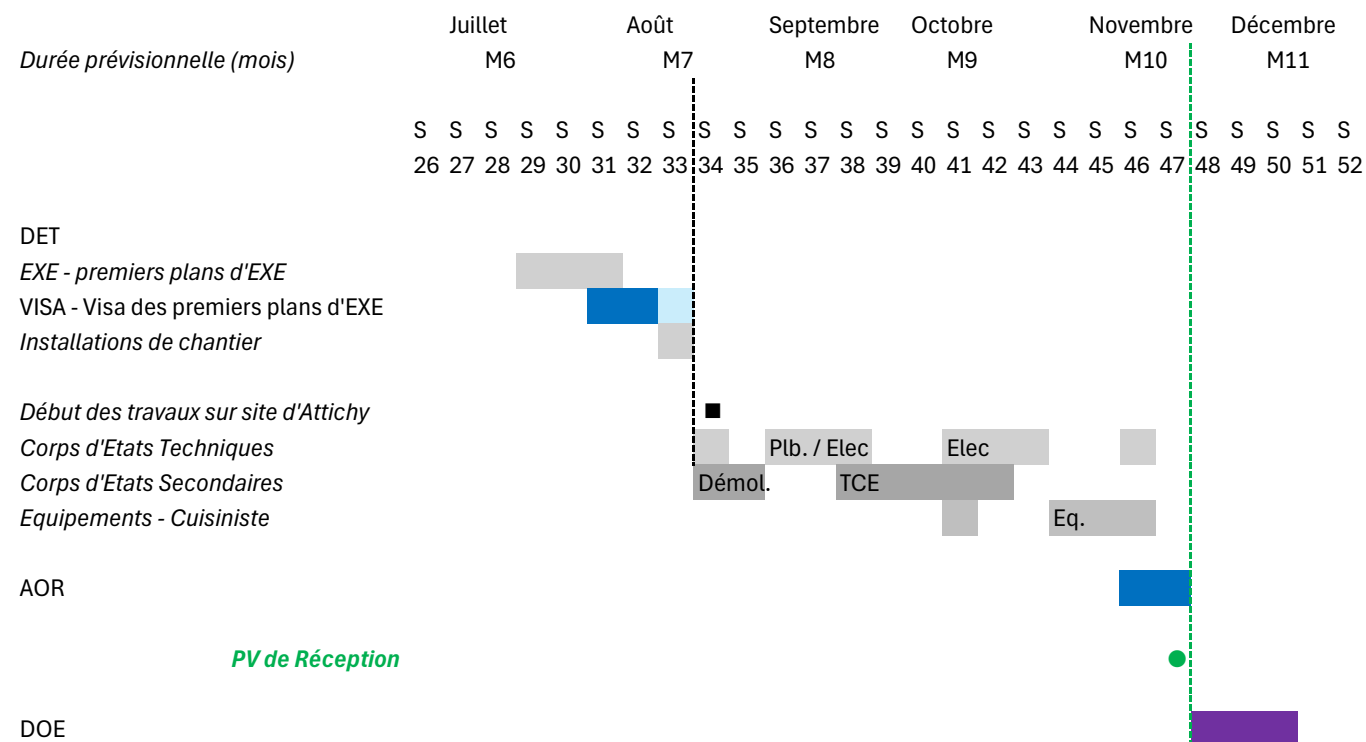 Juillet Août Septembre Octobre Novembre Décembre
Durée prévisionnelle (mois) M6 M7 M8 M9 M10 M11
S S S S S S S S S S S S S S S S S S S S S S S S S S S
26 27 28 29 30 31 32 33 34 35 36 37 38 39 40 41 42 43 44 45 46 47 48 49 50 51 52
DET
EXE - premiers plans d'EXE
VISA - Visa des premiers plans d'EXE
Installations de chantier
Début des travaux sur site d'Attichy
Corps d'Etats Techniques Plb. / Elec Elec
Corps d'Etats Secondaires Démol. TCE
Equipements - Cuisiniste Eq.
AOR
PV de Réception
DOE